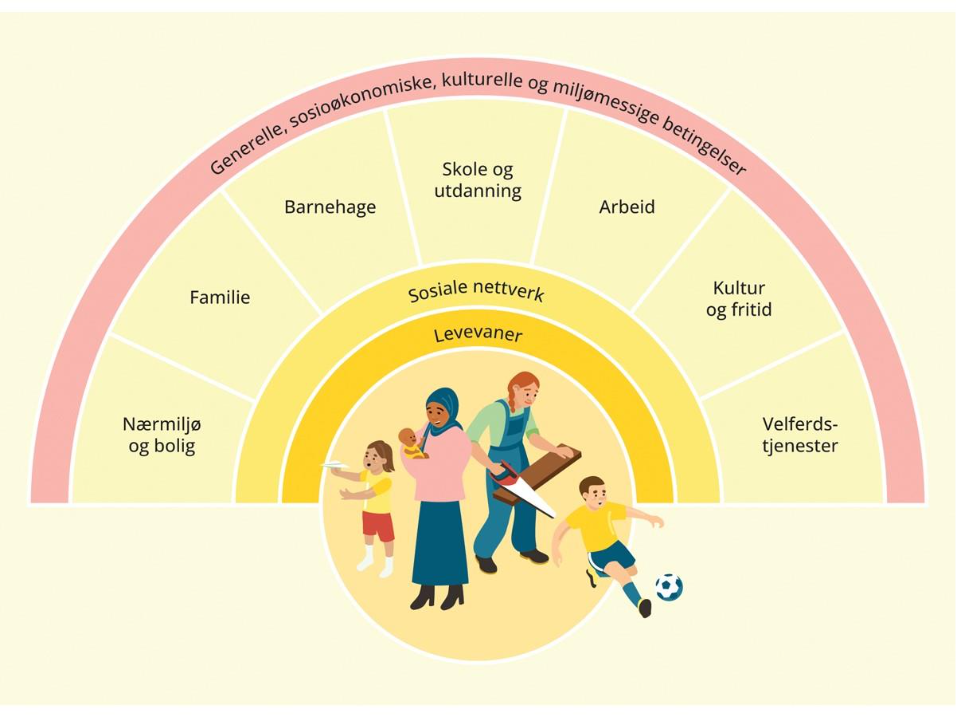 Generelle, sosioøkonomiske, kulturelle og miljømessige betingelser
Skole og
utdanning
Barnehage
Arbeid
Familie
Kultur
og fritid
Nærmiljø
og bolig
Velferds-
tjenester
Sosiale nettverk
Levevaner